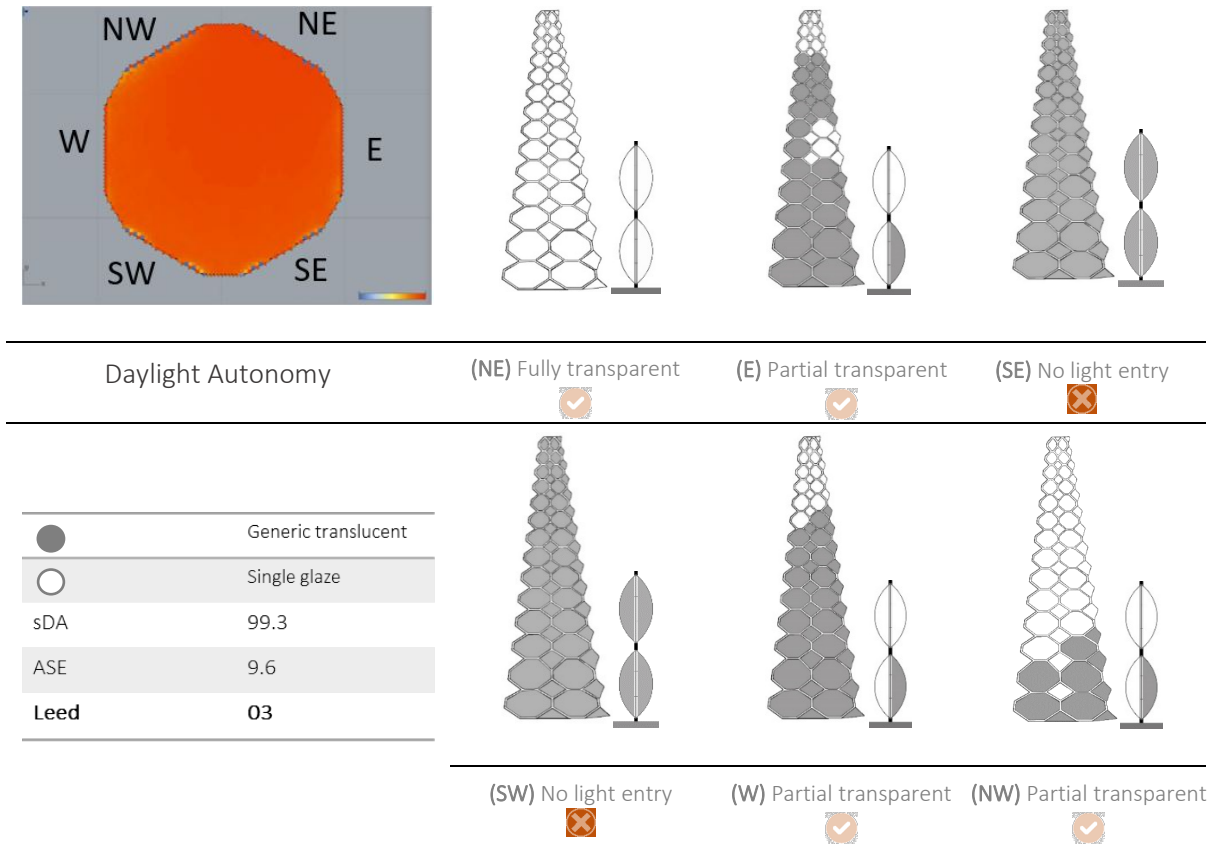 NW
NE
W
E
SW
SE
Daylight Autonomy
(NE) Fully transparent
(E) Partial transparent
(SE) No light entry
Generic translucent
Single glaze
sDA 99.3
ASE 9.6
Leed 03
(SW) No light entry
(W) Partial transparent
(NW) Partial transparent